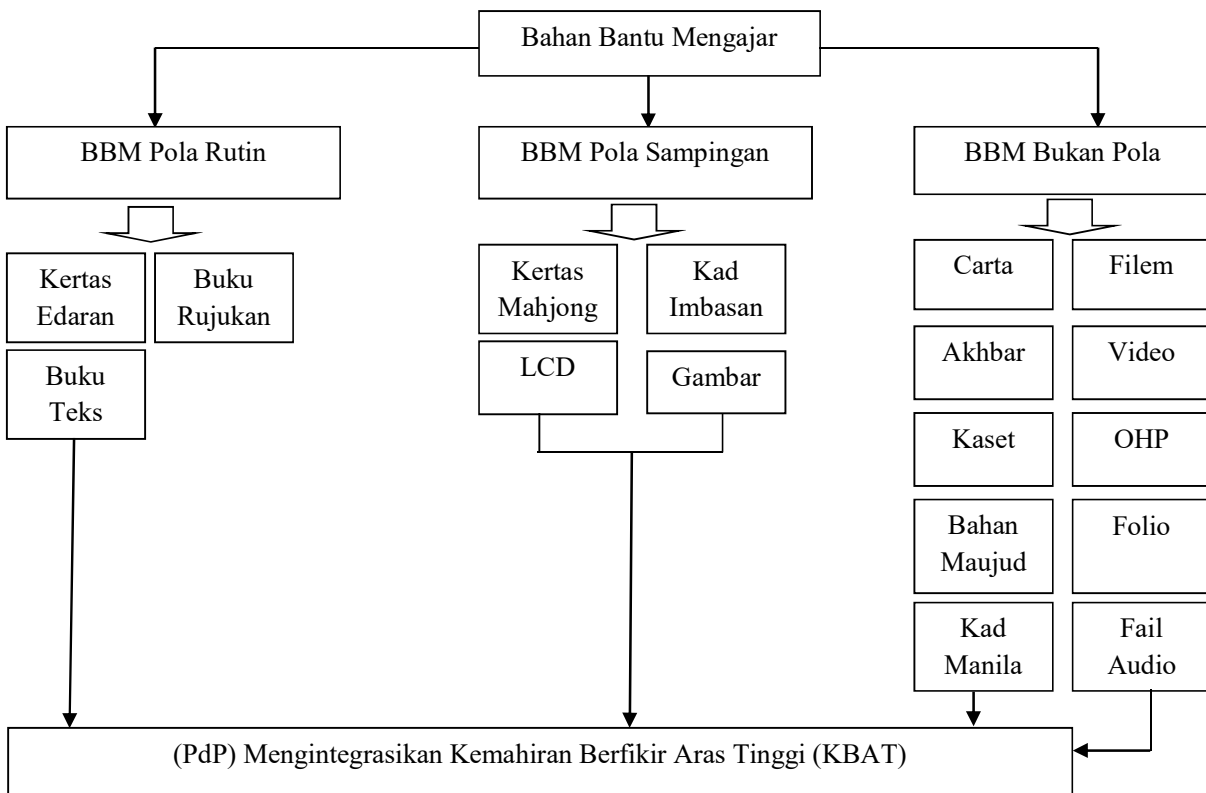 Bahan Bantu Mengajar
BBM Pola Rutin
BBM Pola Sampingan
BBM Bukan Pola
Kertas
Edaran
Buku
Rujukan
Buku
Teks
Kertas
Mahjong
Kad
Imbasan
LCD
Gambar
Carta
Filem
Akhbar
Video
Kaset
OHP
Bahan
Maujud
Folio
Kad
Manila
Fail
Audio
(PdP) Mengintegrasikan Kemahiran Berfikir Aras Tinggi (KBAT)